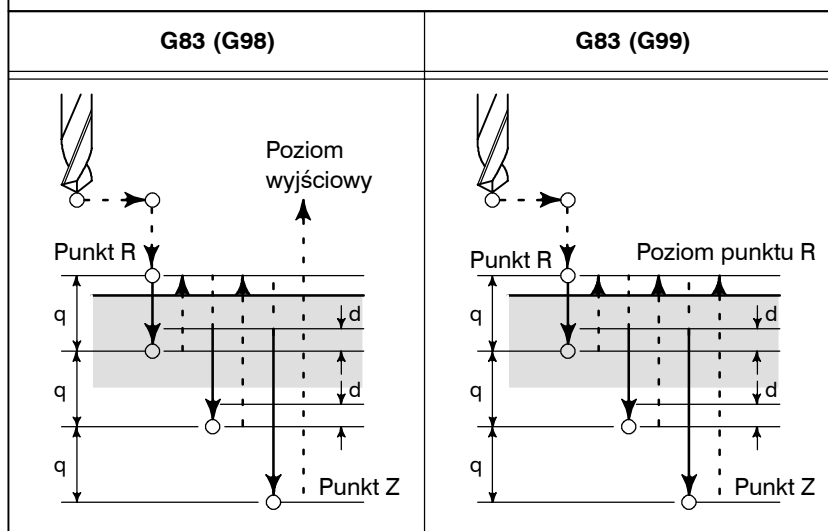 G83 (G98)
G83 (G99)
Poziom
wyjściowy
Punkt R
q
d
q
d
q
Punkt Z
Punkt R
Poziom punktu R
q
d
q
d
q
Punkt Z